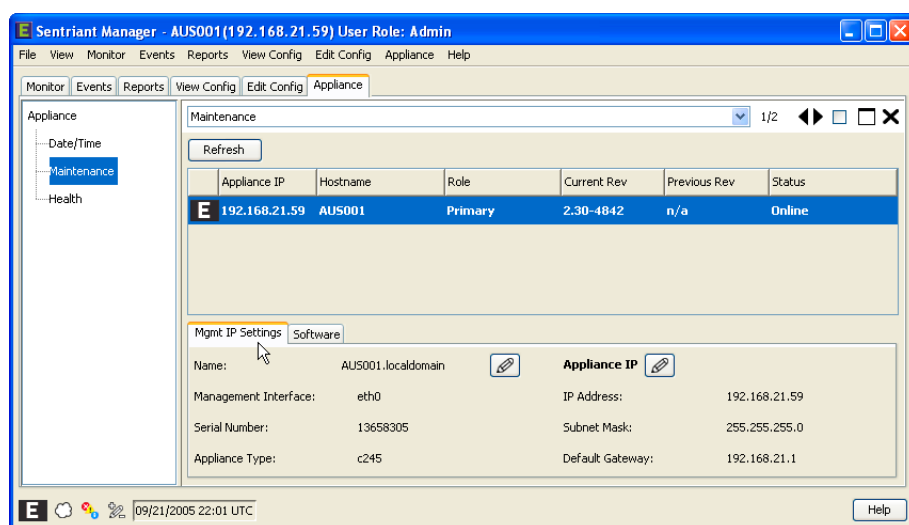 E Sentriant Manager - AUS001(192.168.21.59) User Role: Admin
File View Monitor Events Reports View Config Edit Config Appliance Help
Monitor Events Reports View Config Edit Config Appliance
Appliance
Date/Time
Maintenance
Health
Maintenance 1/2
Refresh
Appliance IP Hostname Role Current Rev Previous Rev Status
E 192.168.21.59 AUS001 Primary 2.30-4842 n/a Online
Mgmt IP Settings Software
Name: AUS001.localdomain Appliance IP
Management Interface: eth0 IP Address: 192.168.21.59
Serial Number: 13658305 Subnet Mask: 255.255.255.0
Appliance Type: c245 Default Gateway: 192.168.21.1
E 09/21/2005 22:01 UTC Help